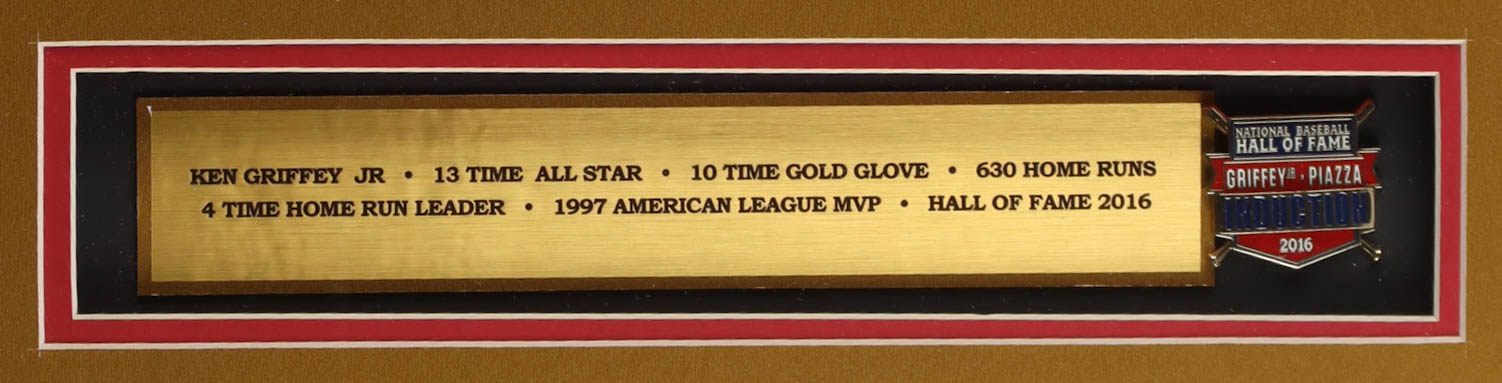 KEN GRIFFEY JR • 13 TIME ALL STAR • 10 TIME GOLD GLOVE • 630 HOME RUNS
4 TIME HOME RUN LEADER • 1997 AMERICAN LEAGUE MVP • HALL OF FAME 2016
NATIONAL BASEBALL
HALL OF FAME
GRIFFEY JR • PIAZZA
INDUCTION
2016